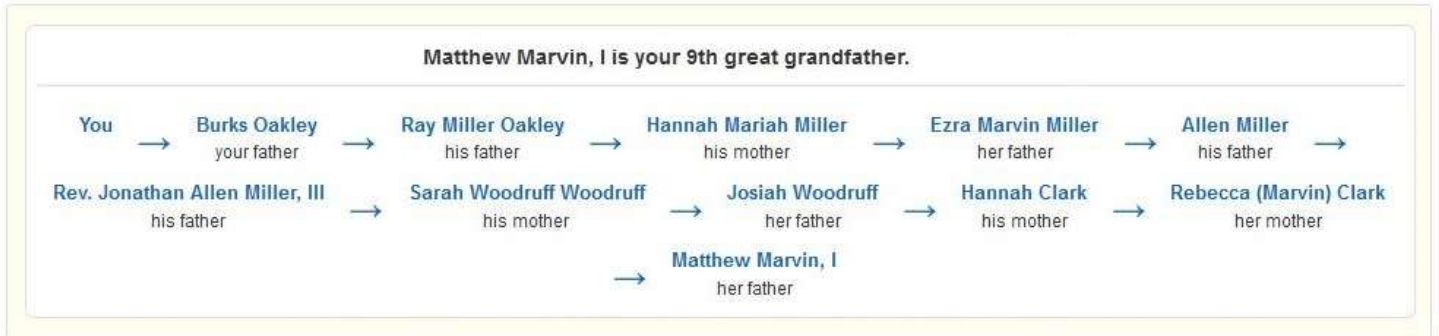 Matthew Marvin, I is your 9th great grandfather.
You → Burks Oakley → Ray Miller Oakley → Hannah Mariah Miller → Ezra Marvin Miller → Allen Miller →
your father his father his mother her father his father
Rev. Jonathan Allen Miller, III → Sarah Woodruff Woodruff → Josiah Woodruff → Hannah Clark → Rebecca (Marvin) Clark
his father his mother her father his mother her mother
→ Matthew Marvin, I
her father